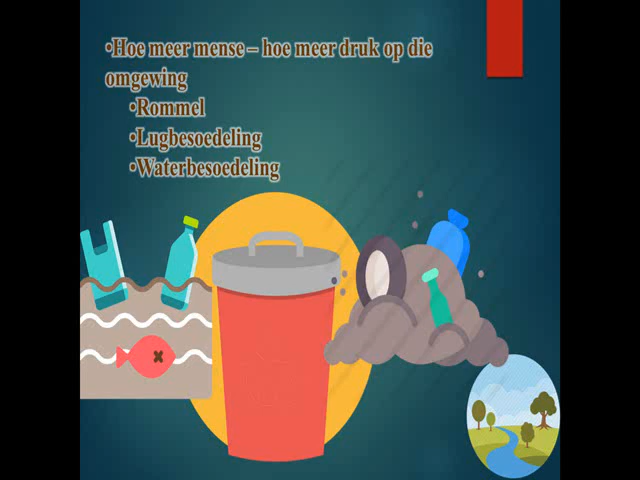 •Hoe meer mense – hoe meer druk op die
omgewing
•Rommel
•Lugbesoedeling
•Waterbesoedeling